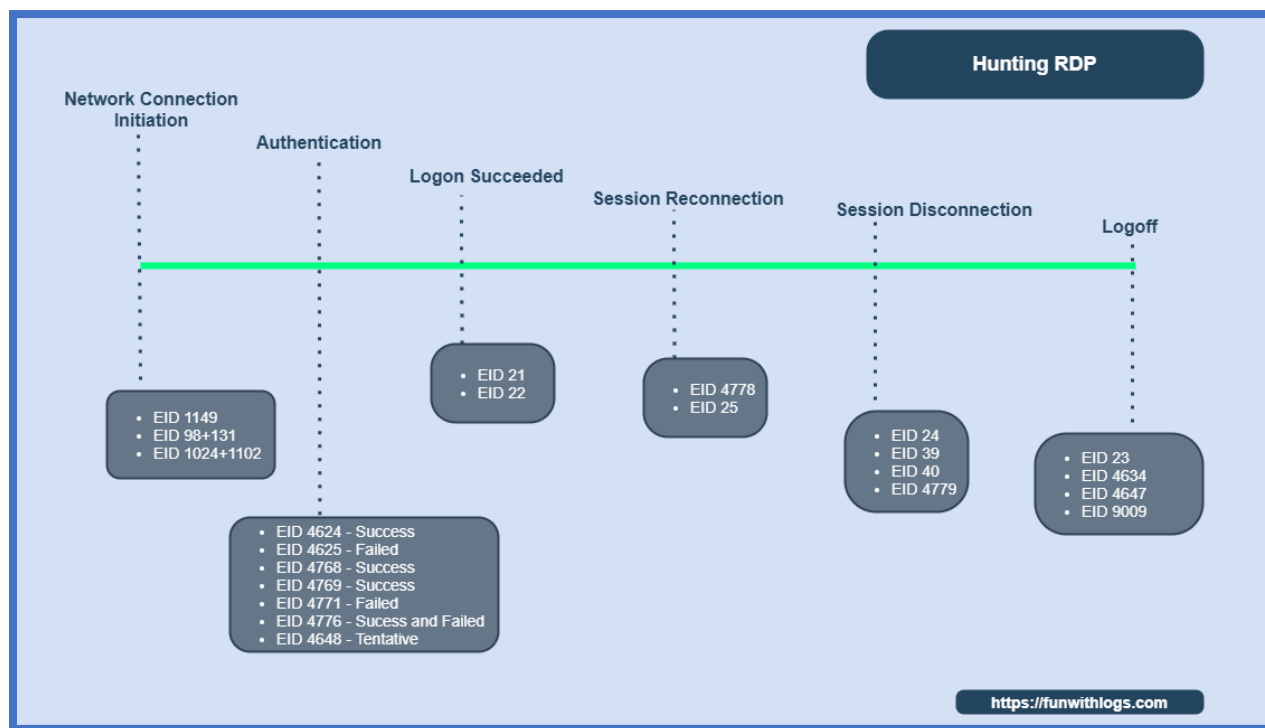 Hunting RDP
Network Connection
Initiation
Authentication
Logon Succeeded
Session Reconnection
Session Disconnection
Logoff
• EID 1149
• EID 98+131
• EID 1024+1102
• EID 4624 - Success
• EID 4625 - Failed
• EID 4768 - Success
• EID 4769 - Success
• EID 4771 - Failed
• EID 4776 - Sucess and Failed
• EID 4648 - Tentative
• EID 21
• EID 22
• EID 4778
• EID 25
• EID 24
• EID 39
• EID 40
• EID 4779
• EID 23
• EID 4634
• EID 4647
• EID 9009
https://funwithlogs.com